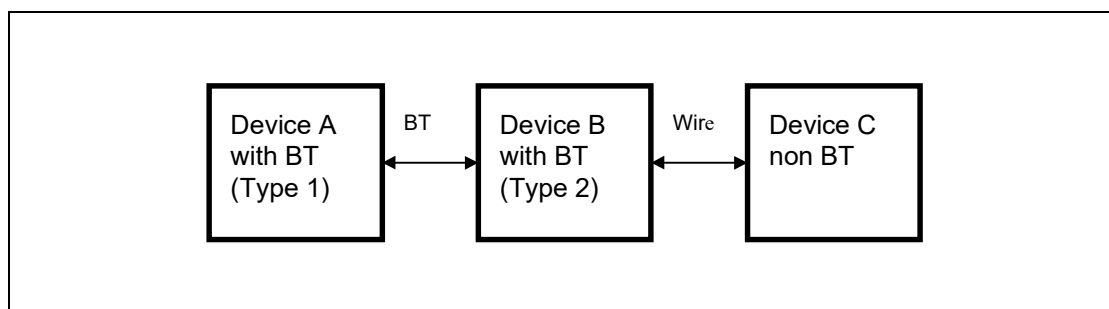 Device A
with BT
(Type 1)
BT
Device B
with BT
(Type 2)
Wire
Device C
non BT